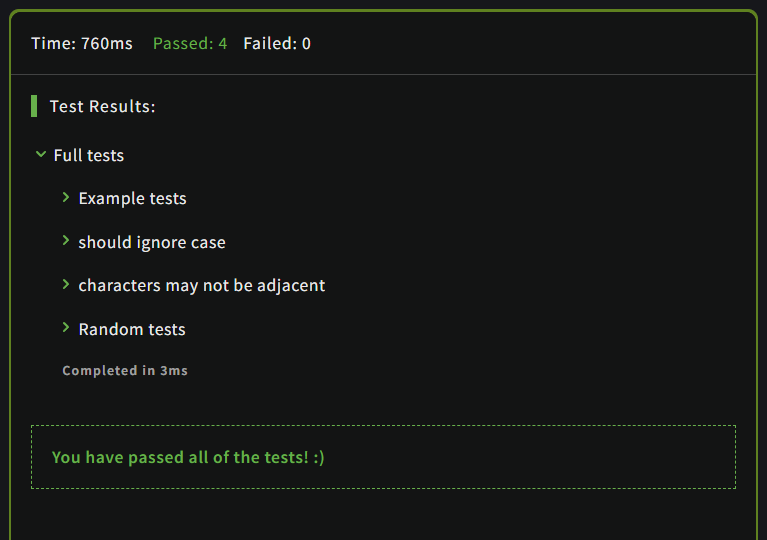 Time: 760ms Passed: 4 Failed: 0
Test Results:
Full tests
Example tests
should ignore case
characters may not be adjacent
Random tests
Completed in 3ms
You have passed all of the tests! :)